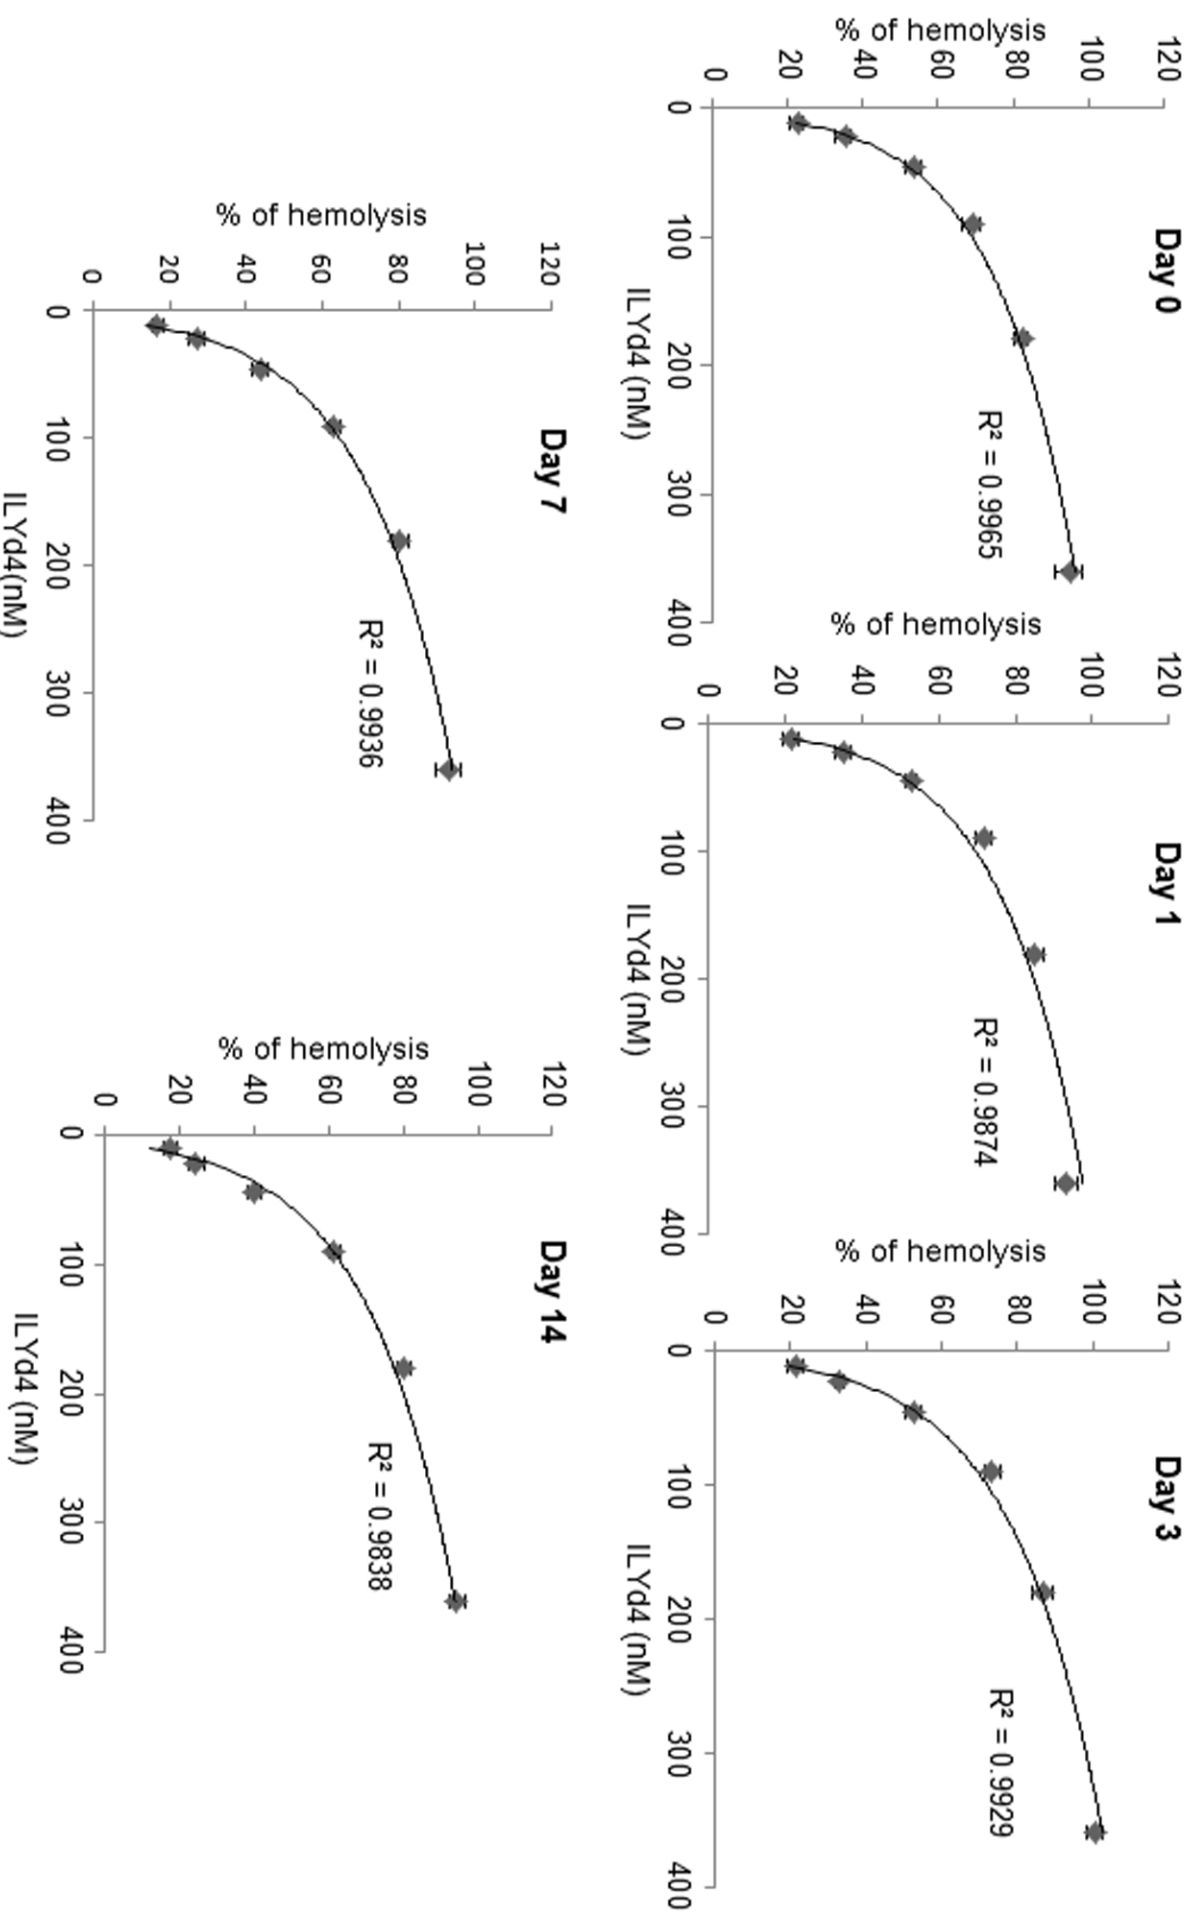 Day 0
% of hemolysis
120
100
80
60
40
20
0
0 100 200 300 400
ILYd4 (nM)
R² = 0.9965
Day 1
% of hemolysis
120
100
80
60
40
20
0
0 100 200 300 400
ILYd4 (nM)
R² = 0.9874
Day 3
% of hemolysis
120
100
80
60
40
20
0
0 100 200 300 400
ILYd4 (nM)
R² = 0.9929
Day 7
% of hemolysis
120
100
80
60
40
20
0
0 100 200 300 400
ILYd4(nM)
R² = 0.9936
Day 14
% of hemolysis
120
100
80
60
40
20
0
0 100 200 300 400
ILYd4 (nM)
R² = 0.9838